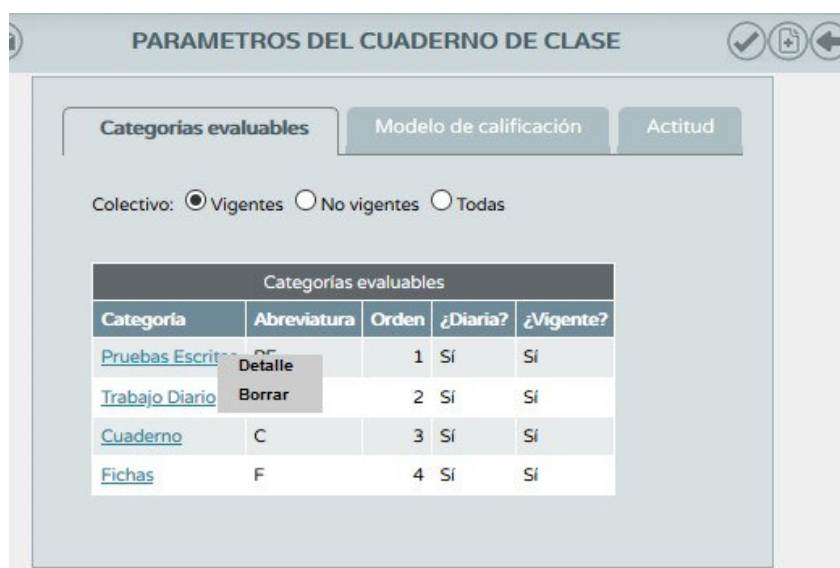 PARAMETROS DEL CUADERNO DE CLASE
Categorías evaluables Modelo de calificación Actitud
Colectivo: Vigentes No vigentes Todas
Categorías evaluables
Categoría Abreviatura Orden ¿Diaria? ¿Vigente?
Pruebas 1 Sí Sí
Detalle
Trabajo Diario 2 Sí Sí
Borrar
Cuaderno C 3 Sí Sí
Fichas F 4 Sí Sí